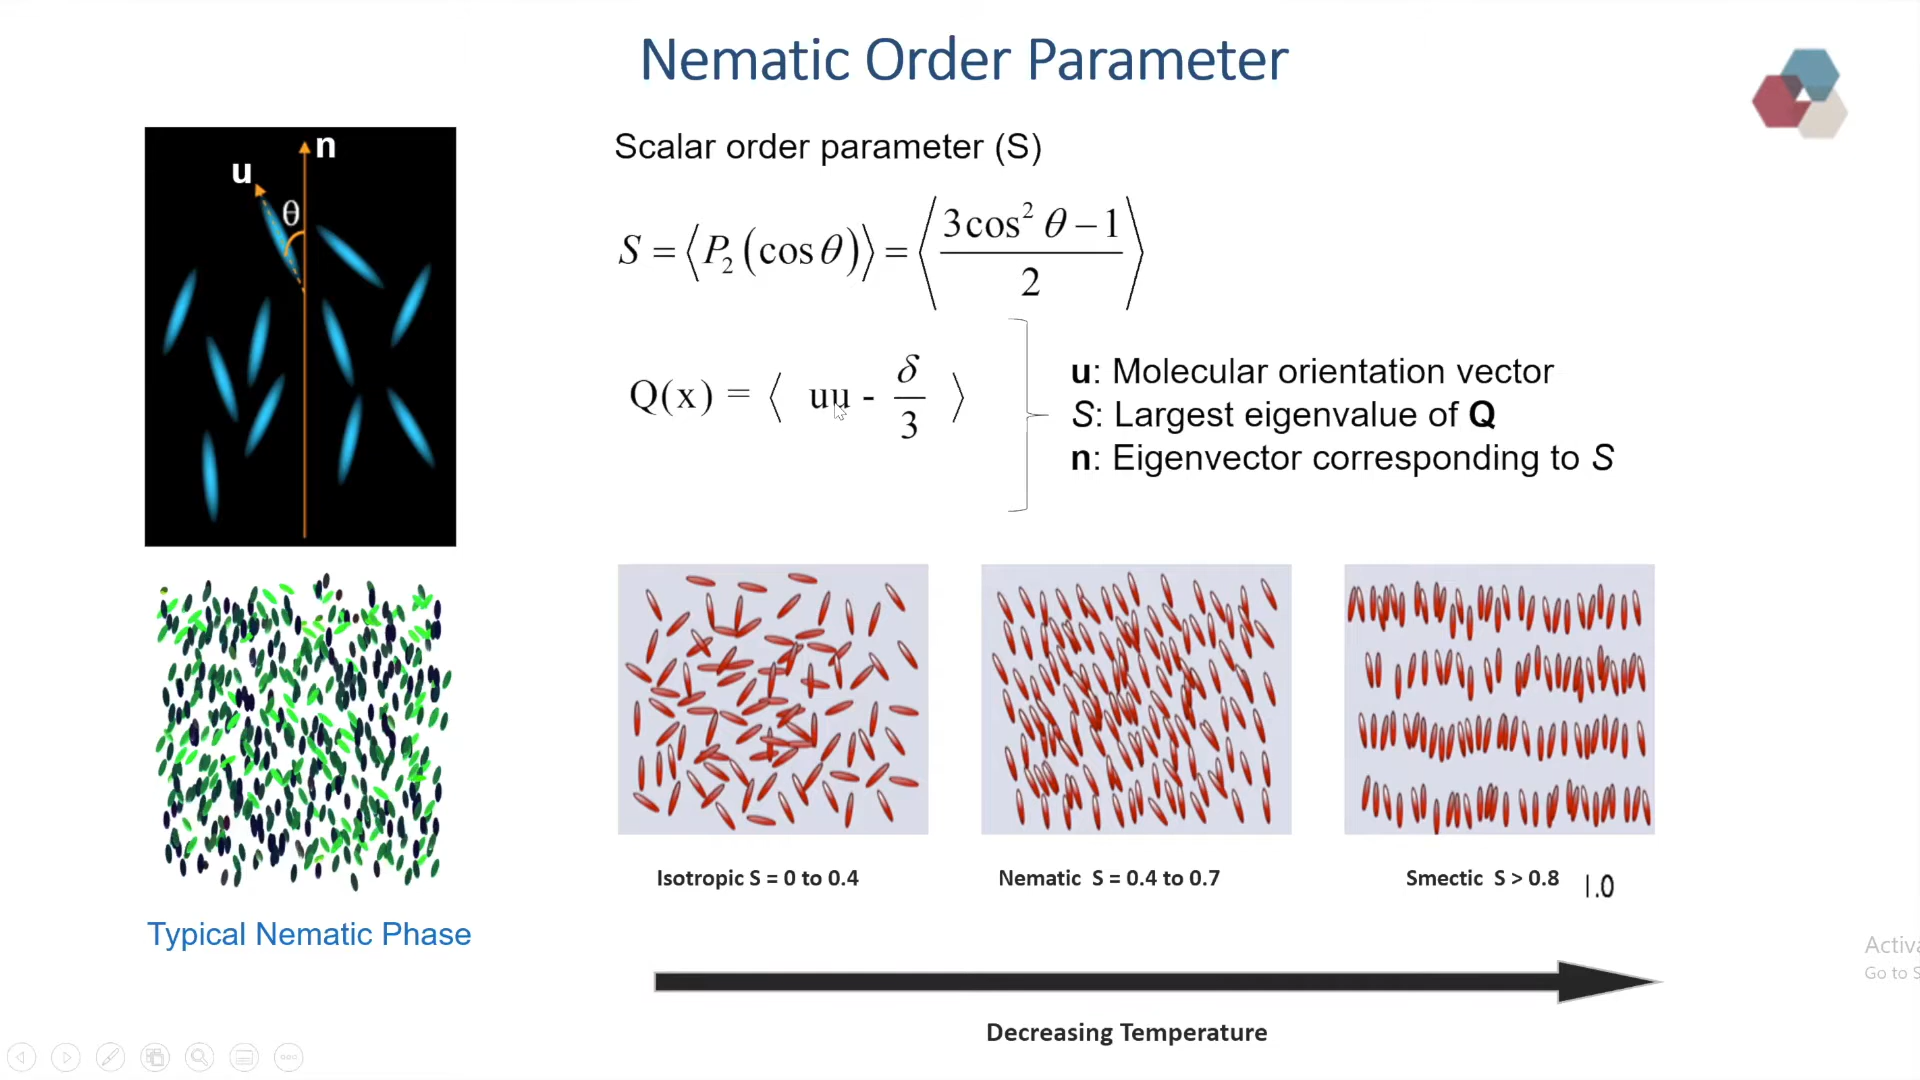 Nematic Order Parameter
n
u
θ
Scalar order parameter (S)
S = ⟨P₂(cosθ)⟩ = ⟨(3cos² θ − 1)/2⟩
Q(x) = ⟨ uu - δ/3 ⟩
u: Molecular orientation vector
S: Largest eigenvalue of Q
n: Eigenvector corresponding to S
Isotropic S = 0 to 0.4
Nematic S = 0.4 to 0.7
Smectic S > 0.8
1.0
Typical Nematic Phase
Decreasing Temperature
Activa
Go to S